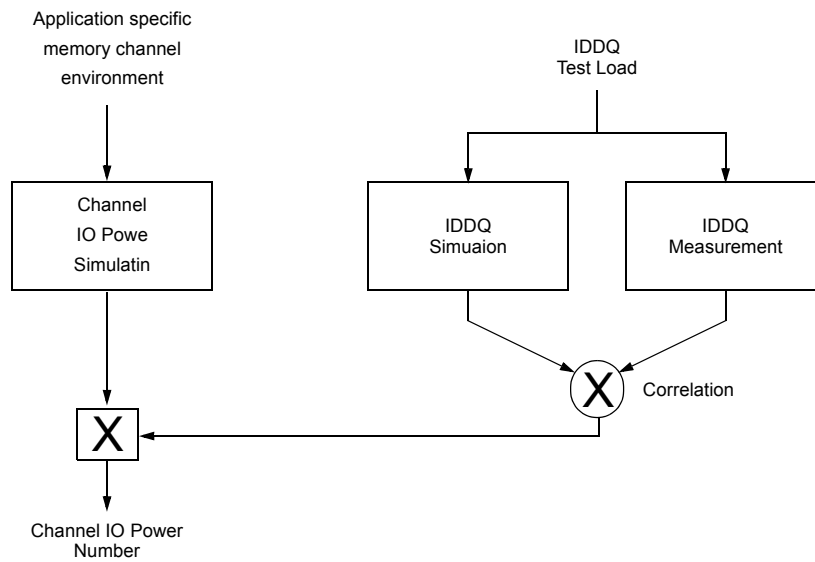 Application specific
memory channel
environment
IDDQ
Test Load
Channel
IO Powe
Simulatin
IDDQ
Simuaion
IDDQ
Measurement
X
Correlation
X
Channel IO Power
Number